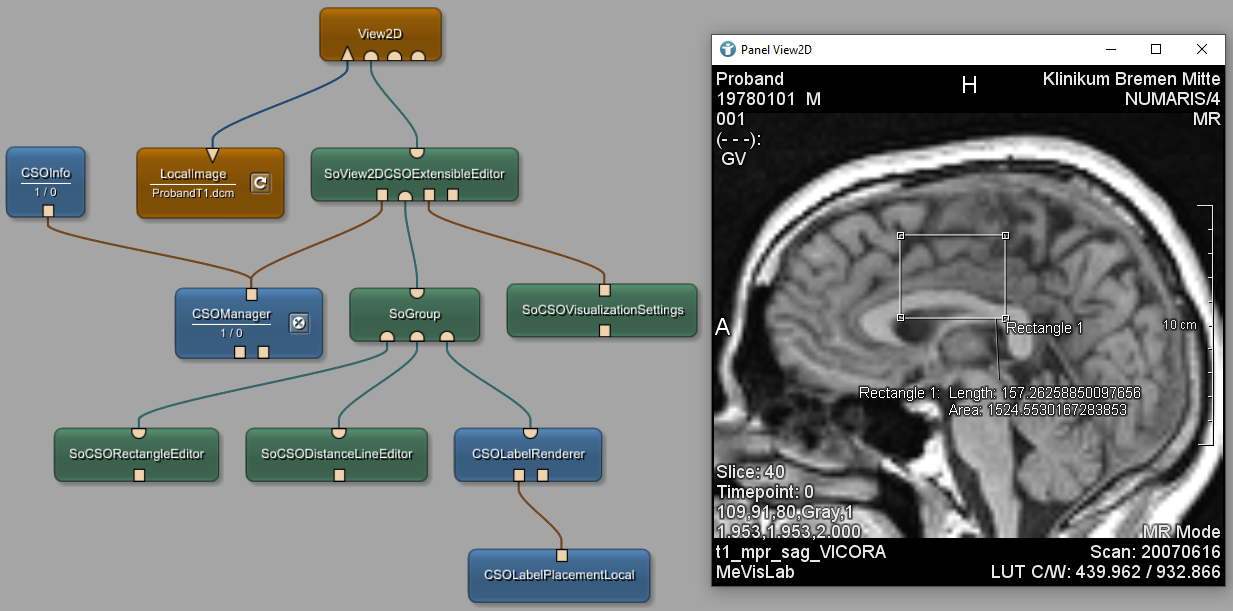 View2D
CSOInfo
1 / 0
LocalImage
ProbandT1.dcm
SoView2DCSOExtensibleEditor
CSOManager
1 / 0
SoGroup
SoCSOVisualizationSettings
SoCSORectangleEditor
SoCSODistanceLineEditor
CSOLabelRenderer
CSOLabelPlacementLocal
Panel View2D
Proband
19780101 M
001
(- - -):
GV
H
Klinikum Bremen Mitte
NUMARIS/4
MR
A
10 cm
Rectangle 1
Rectangle 1: Length: 157.26258850097656
Area: 1524.5530167283853
Slice: 40
Timepoint: 0
109,91,80,Gray,1
1.953,1.953,2.000
t1_mpr_sag_VICORA
MeVisLab
MR Mode
Scan: 20070616
LUT C/W: 439.962 / 932.866